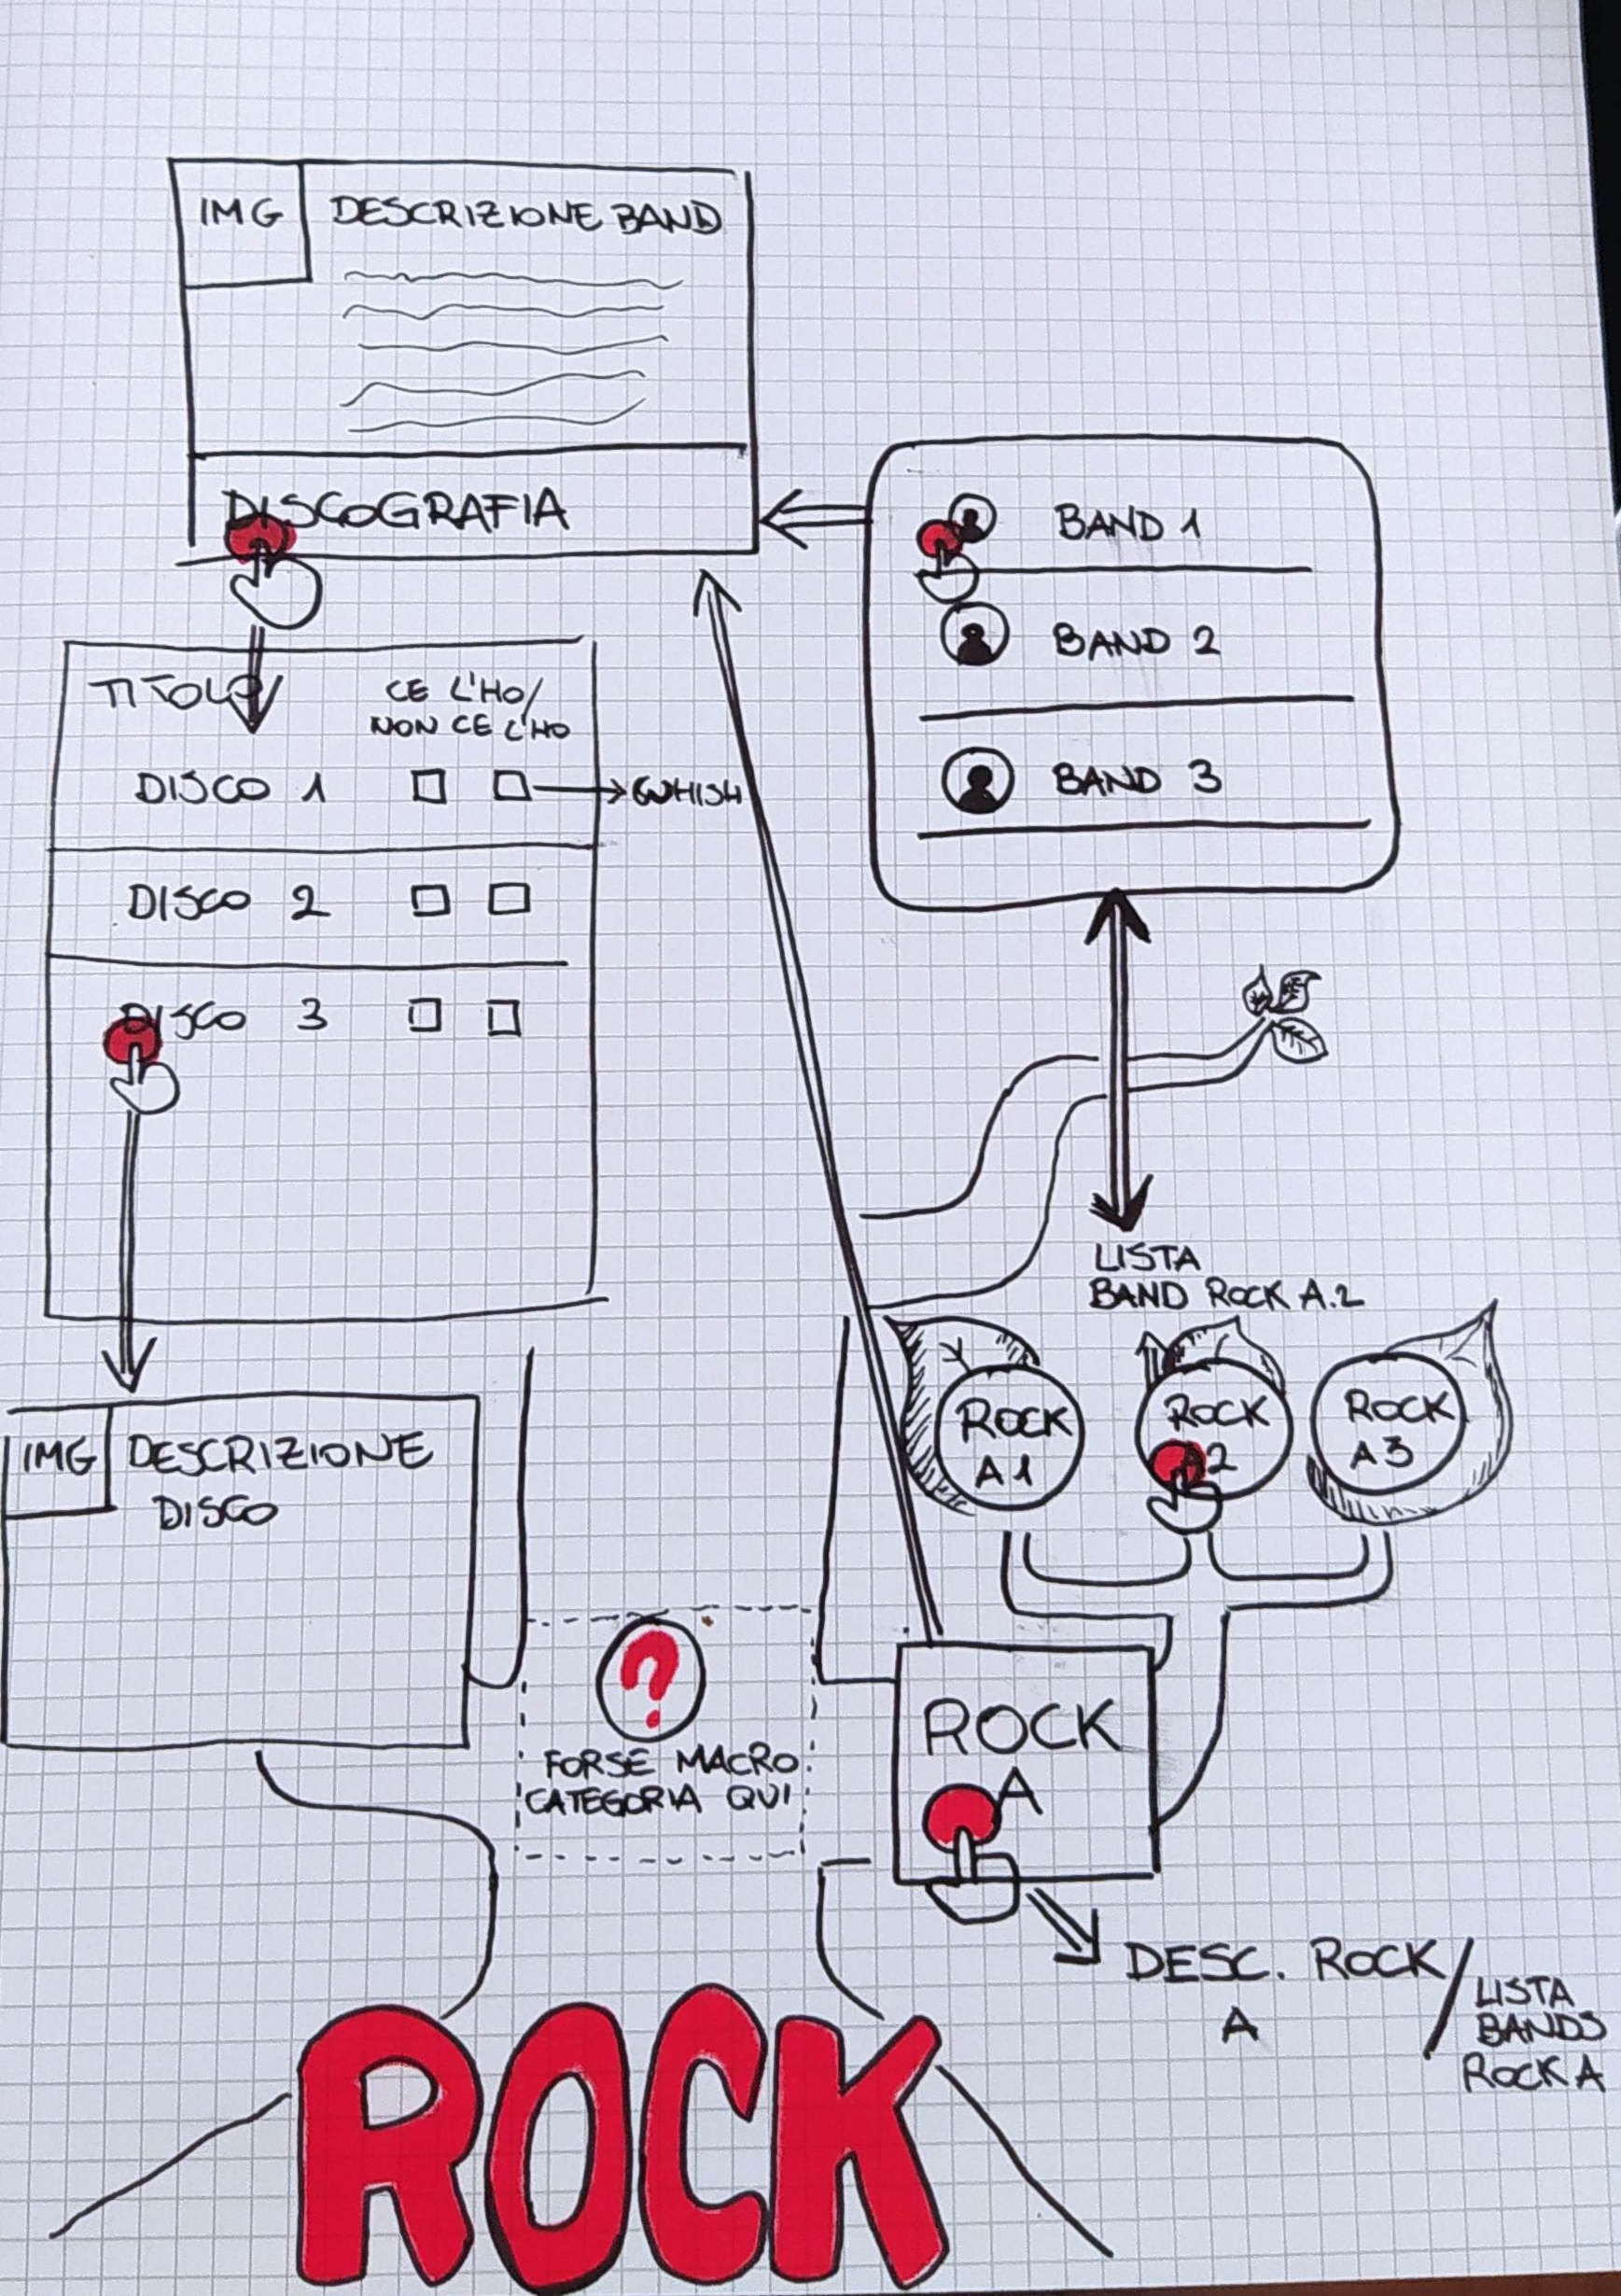 IMG
DESCRIZIONE BAND
DISCOGRAFIA
BAND 1
BAND 2
BAND 3
TITOLO
CE L'HO/
NON CE L'HO
DISCO 1
WHISH
DISCO 2
DISCO 3
LISTA
BAND ROCK A.2
ROCK
A1
ROCK
A2
ROCK
A3
IMG
DESCRIZIONE
DISCO
?
FORSE MACRO
CATEGORIA QUI
ROCK
A
DESC. ROCK/
A
LISTA
BANDS
ROCK A
ROCK